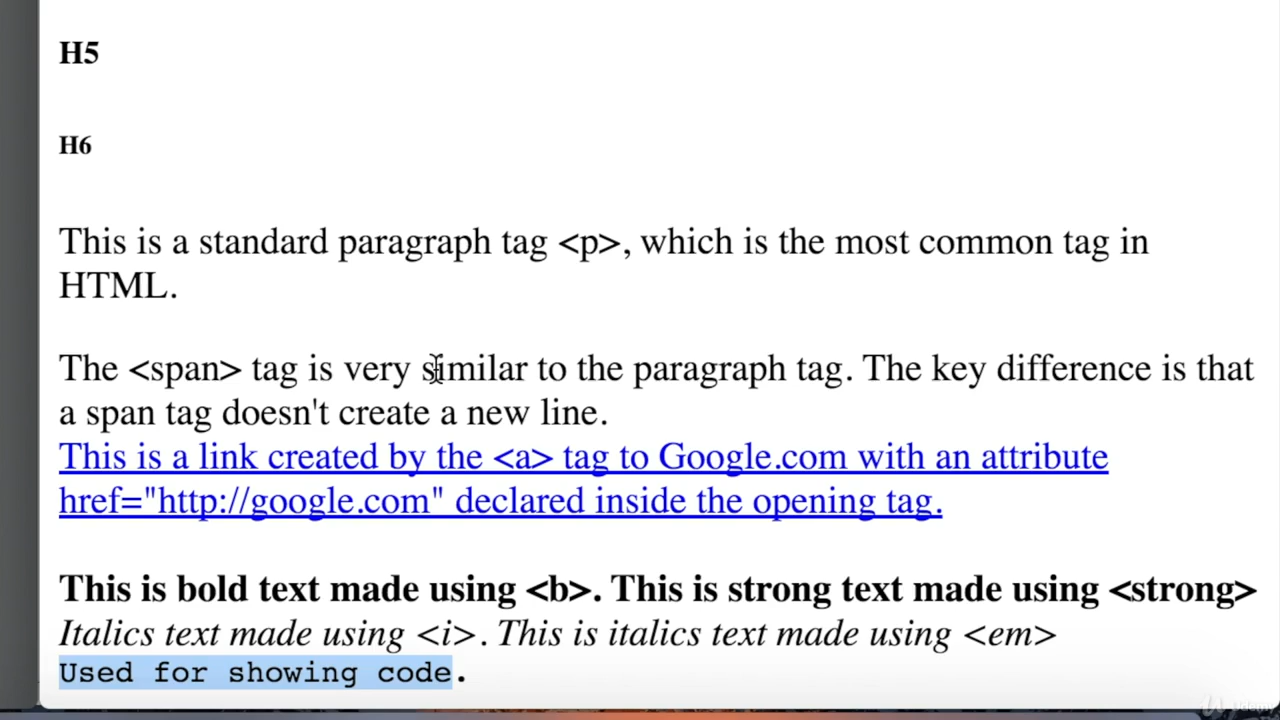 H5
H6
This is a standard paragraph tag <p>, which is the most common tag in
HTML.
The <span> tag is very similar to the paragraph tag. The key difference is that
a span tag doesn't create a new line.
This is a link created by the <a> tag to Google.com with an attribute
href="http://google.com" declared inside the opening tag.
This is bold text made using <b>. This is strong text made using <strong>
Italics text made using <i>. This is italics text made using <em>
Used for showing code.
Udemy